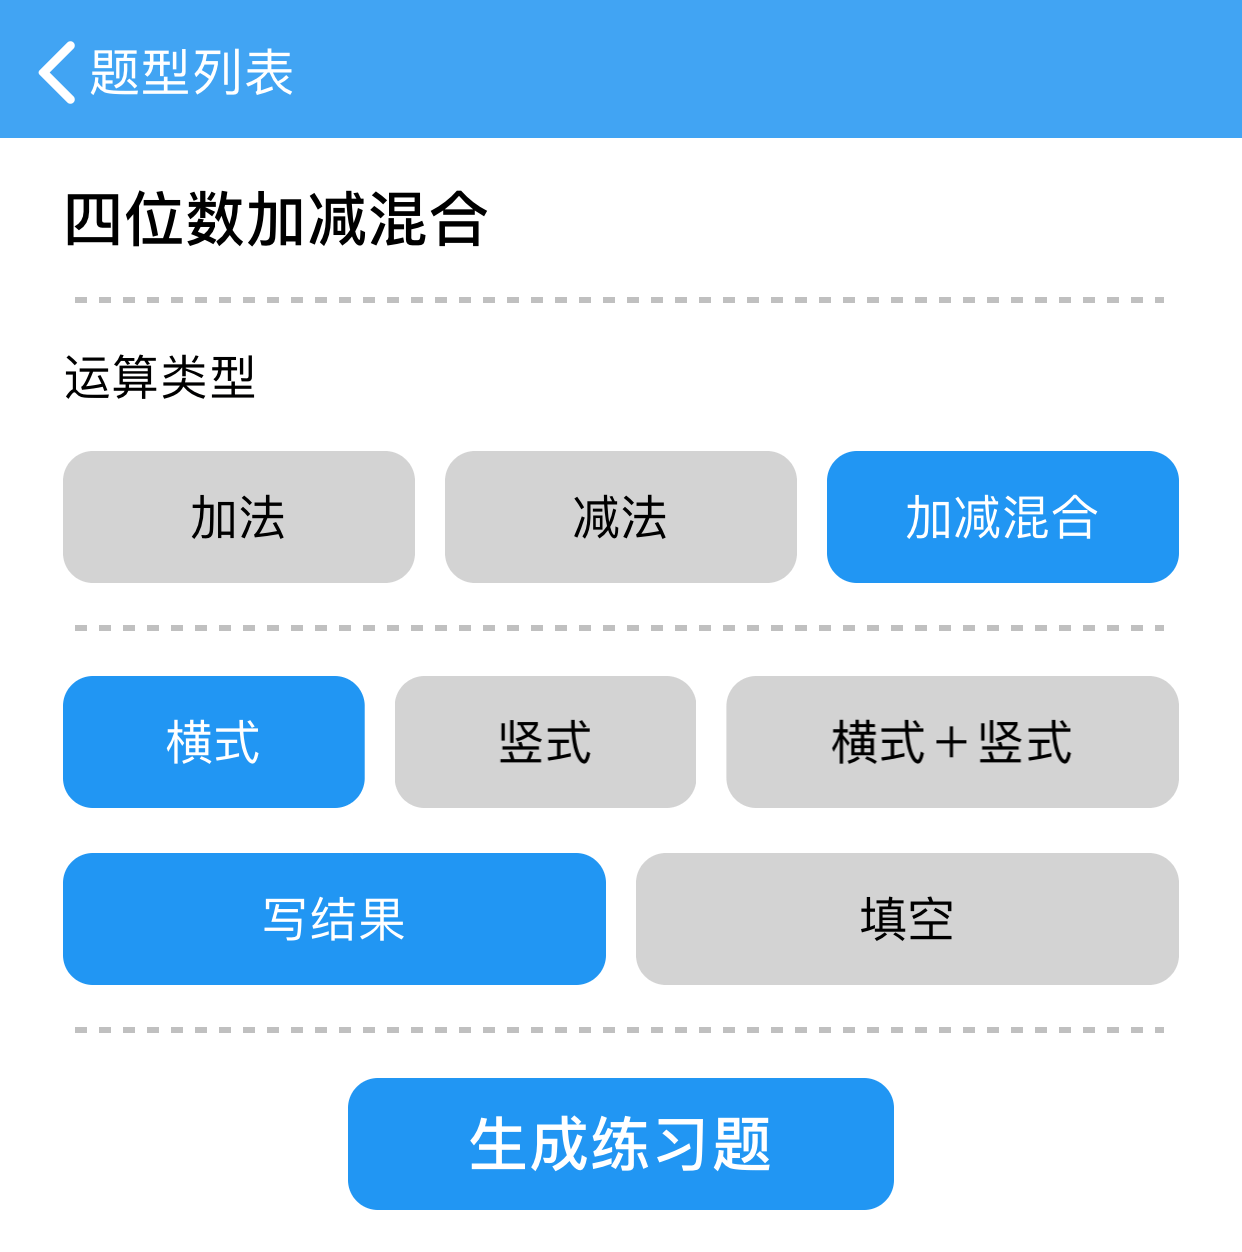 题型列表
四位数加减混合
运算类型
加法 减法 加减混合
横式 竖式 横式＋竖式
写结果 填空
生成练习题